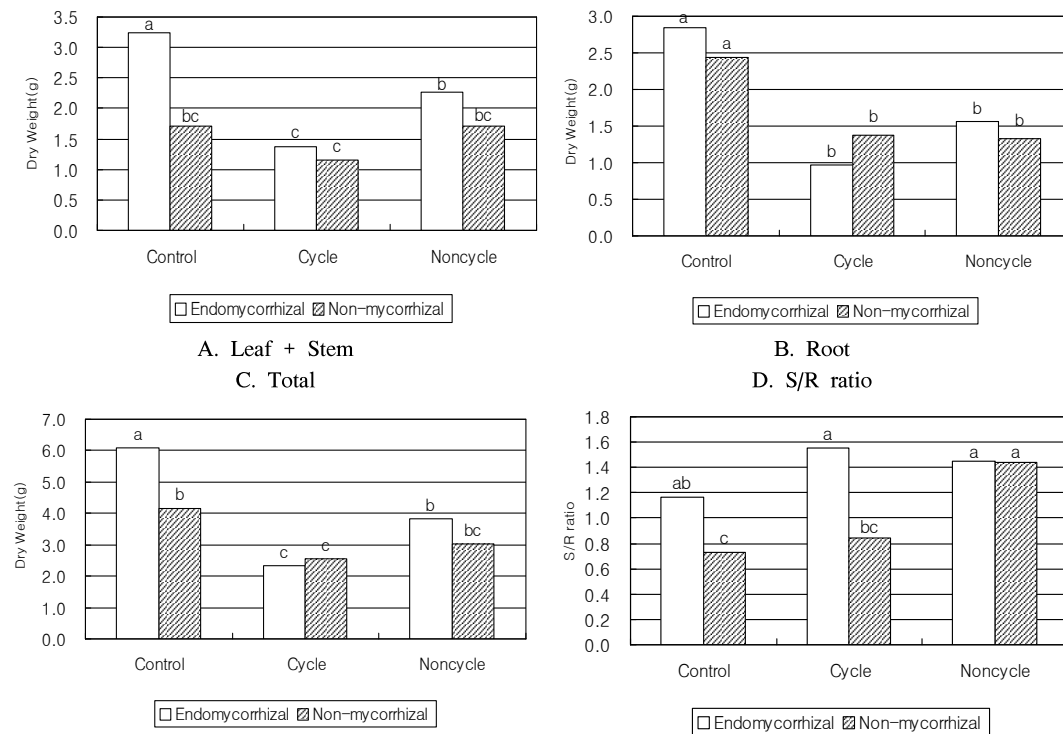 3.5
3.0
2.5
2.0
1.5
1.0
0.5
0.0
Dry Weight(g)
a
bc
c
c
b
bc
Control Cycle Noncycle
Endomycorrhizal Non-mycorrhizal
A. Leaf + Stem
3.0
2.5
2.0
1.5
1.0
0.5
0.0
Dry Weight(g)
a
a
b
b
b
b
Control Cycle Noncycle
Endomycorrhizal Non-mycorrhizal
B. Root
C. Total
7.0
6.0
5.0
4.0
3.0
2.0
1.0
0.0
Dry Weight(g)
a
b
c
c
b
bc
Control Cycle Noncycle
Endomycorrhizal Non-mycorrhizal
D. S/R ratio
1.8
1.6
1.4
1.2
1.0
0.8
0.6
0.4
0.2
0.0
S/R ratio
ab
c
a
bc
a
a
Control Cycle Noncycle
Endomycorrhizal Non-mycorrhizal